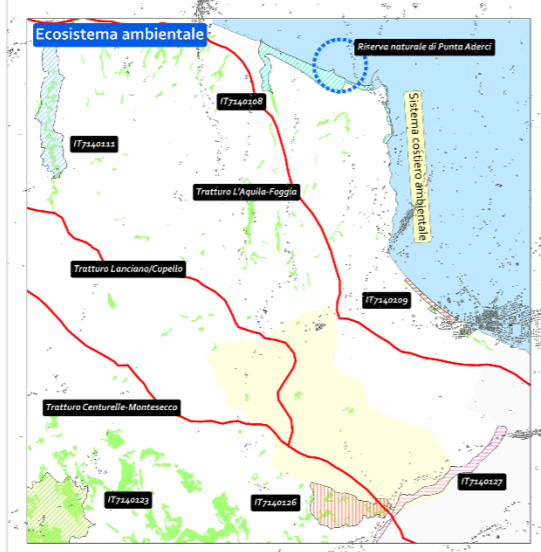 Ecosistema ambientale
Riserva naturale di Punta Aderci
IT7140108
Sistema costiero ambientale
IT7140111
Tratturo L'Aquila-Foggia
Tratturo Lanciano/Cupello
IT7140109
Tratturo Centurelle-Montesecco
IT7140127
IT7140123
IT7140126